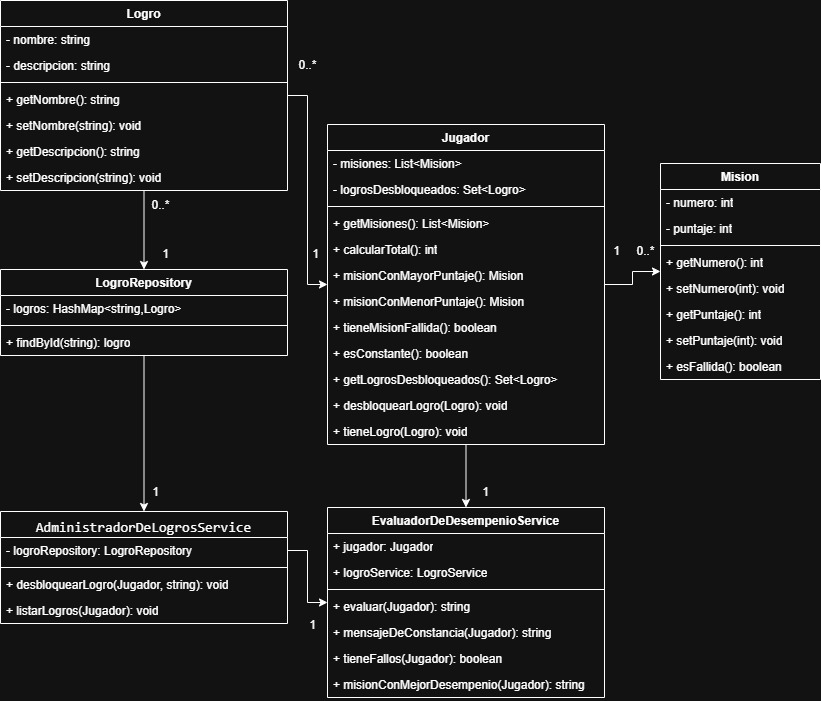 Logro
- nombre: string
- descripcion: string
+ getNombre(): string
+ setNombre(string): void
+ getDescripcion(): string
+ setDescripcion(string): void
0..*
0..*
1
1
Jugador
- misiones: List<Mision>
- logrosDesbloqueados: Set<Logro>
+ getMisiones(): List<Mision>
+ calcularTotal(): int
+ misionConMayorPuntaje(): Mision
+ misionConMenorPuntaje(): Mision
+ tieneMisionFallida(): boolean
+ esConstante(): boolean
+ getLogrosDesbloqueados(): Set<Logro>
+ desbloquearLogro(Logro): void
+ tieneLogro(Logro): void
1
0..*
Mision
- numero: int
- puntaje: int
+ getNumero(): int
+ setNumero(int): void
+ getPuntaje(): int
+ setPuntaje(int): void
+ esFallida(): boolean
LogroRepository
- logros: HashMap<string,Logro>
+ findById(string): logro
1
1
AdministradorDeLogrosService
- logroRepository: LogroRepository
+ desbloquearLogro(Jugador, string): void
+ listarLogros(Jugador): void
1
EvaluadorDeDesempenioService
+ jugador: Jugador
+ logroService: LogroService
+ evaluar(Jugador): string
+ mensajeDeConstancia(Jugador): string
+ tieneFallos(Jugador): boolean
+ misionConMejorDesempenio(Jugador): string